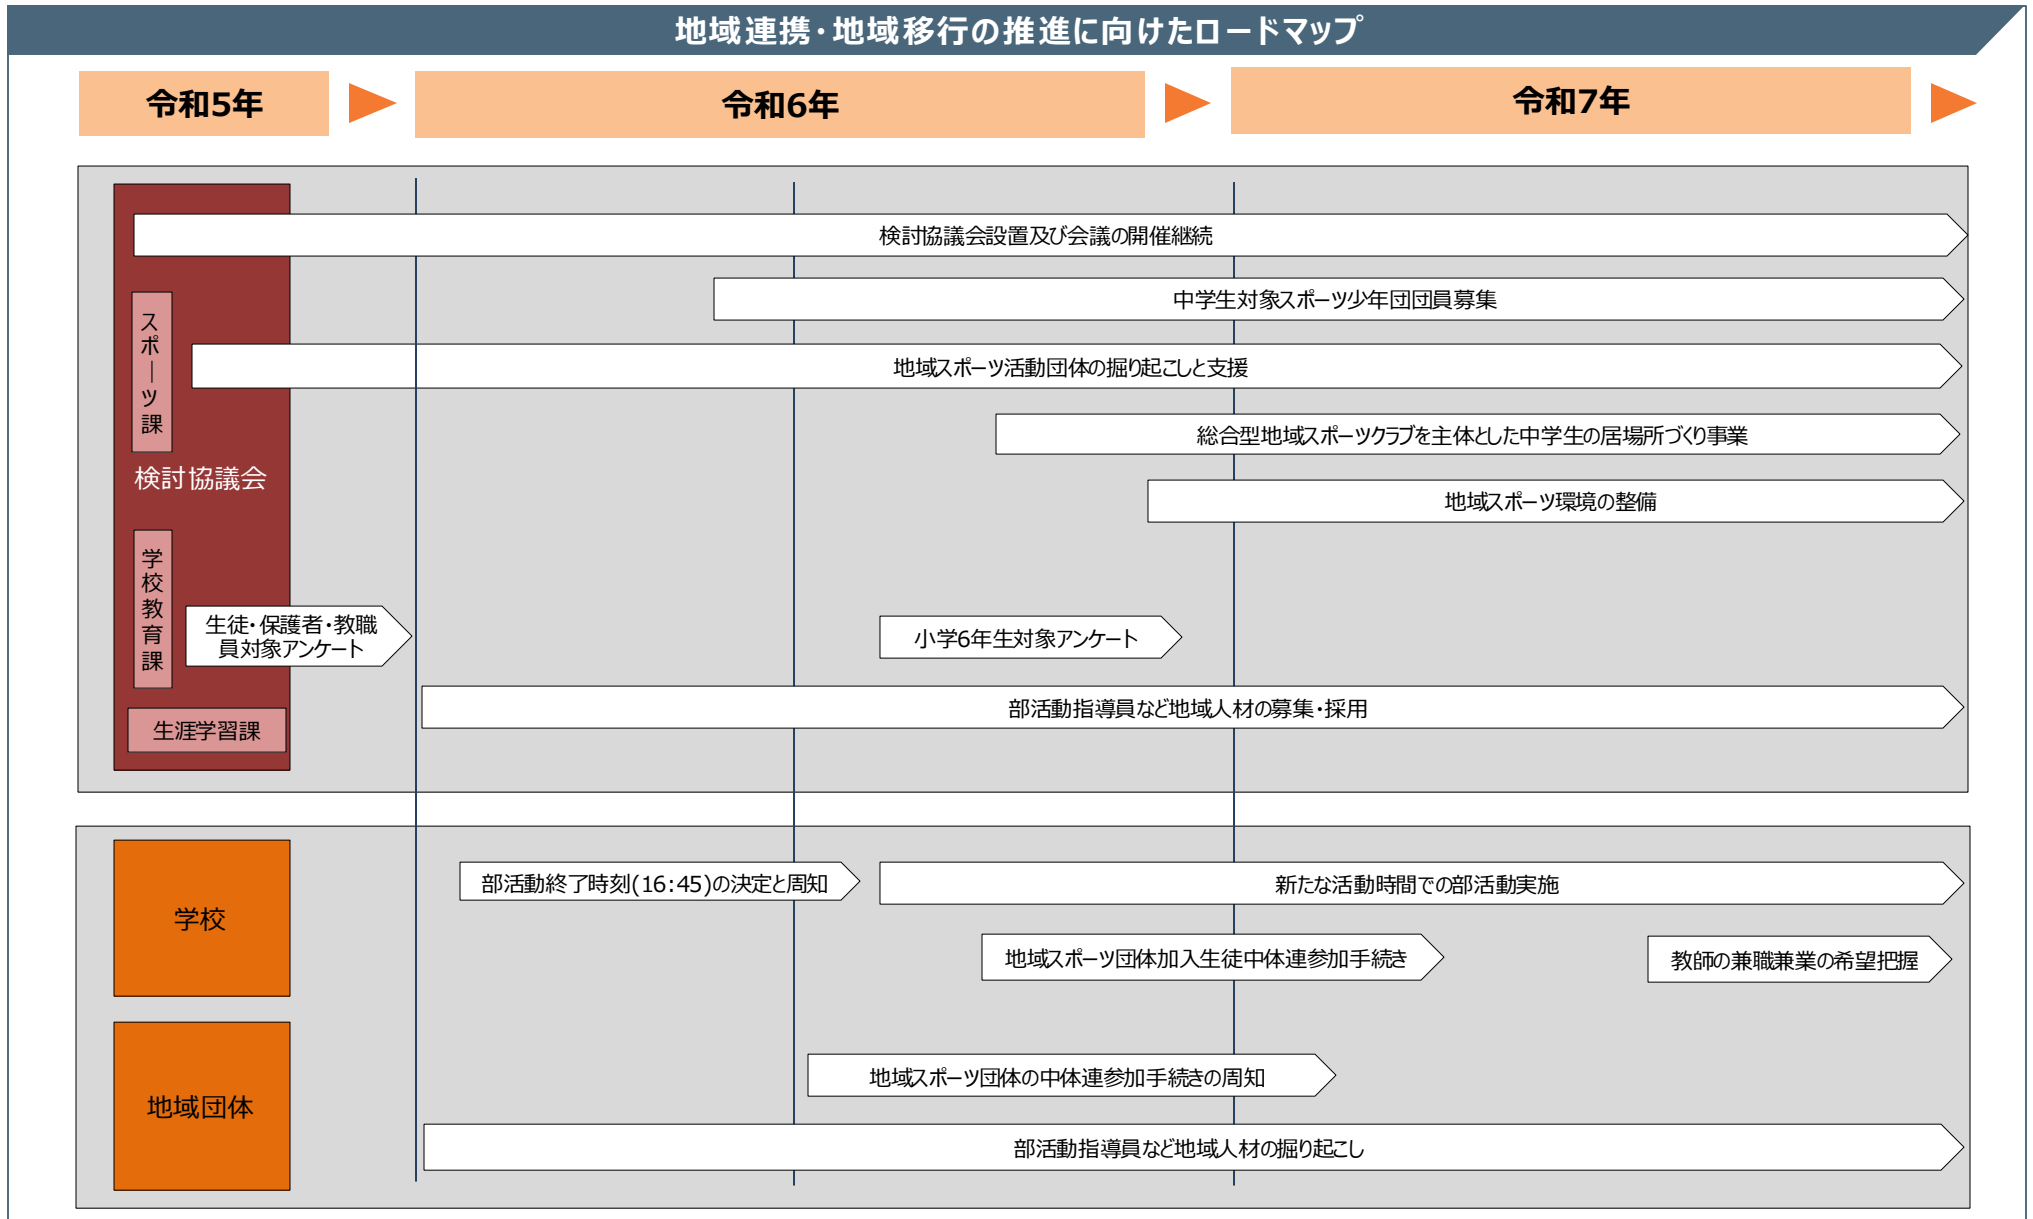 地域連携・地域移行の推進に向けたロードマップ
令和5年
令和6年
令和7年
検討協議会設置及び会議の開催継続
中学生対象スポーツ少年団団員募集
スポーツ課
地域スポーツ活動団体の掘り起こしと支援
総合型地域スポーツクラブを主体とした中学生の居場所づくり事業
検討協議会
地域スポーツ環境の整備
学校教育課
生徒・保護者・教職
員対象アンケート
小学6年生対象アンケート
部活動指導員など地域人材の募集・採用
生涯学習課
学校
部活動終了時刻(16:45)の決定と周知
新たな活動時間での部活動実施
地域スポーツ団体加入生徒中体連参加手続き
教師の兼職兼業の希望把握
地域団体
地域スポーツ団体の中体連参加手続きの周知
部活動指導員など地域人材の掘り起こし